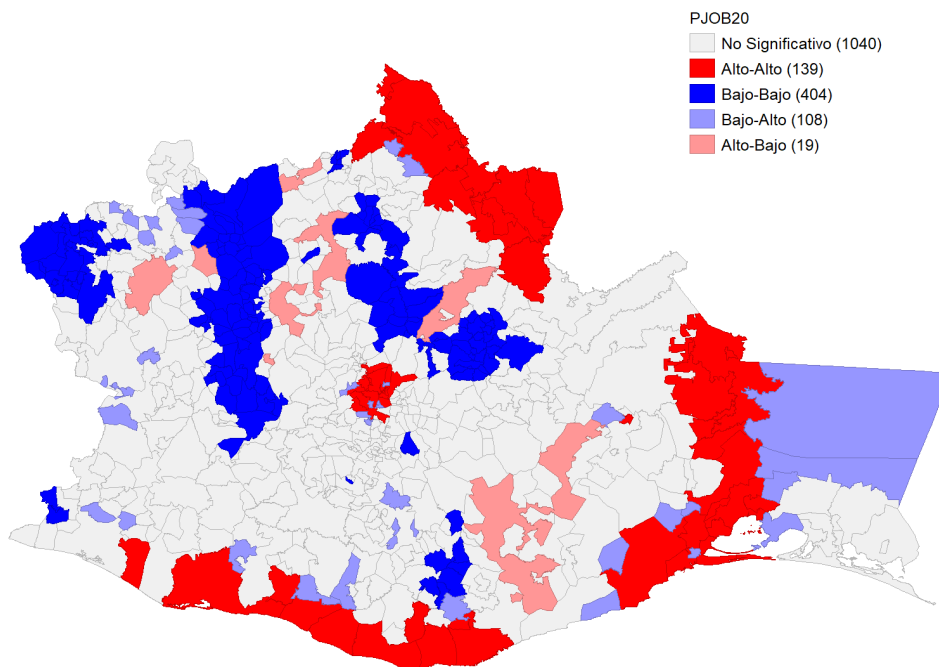 PJOB20
No Significativo (1040)
Alto-Alto (139)
Bajo-Bajo (404)
Bajo-Alto (108)
Alto-Bajo (19)